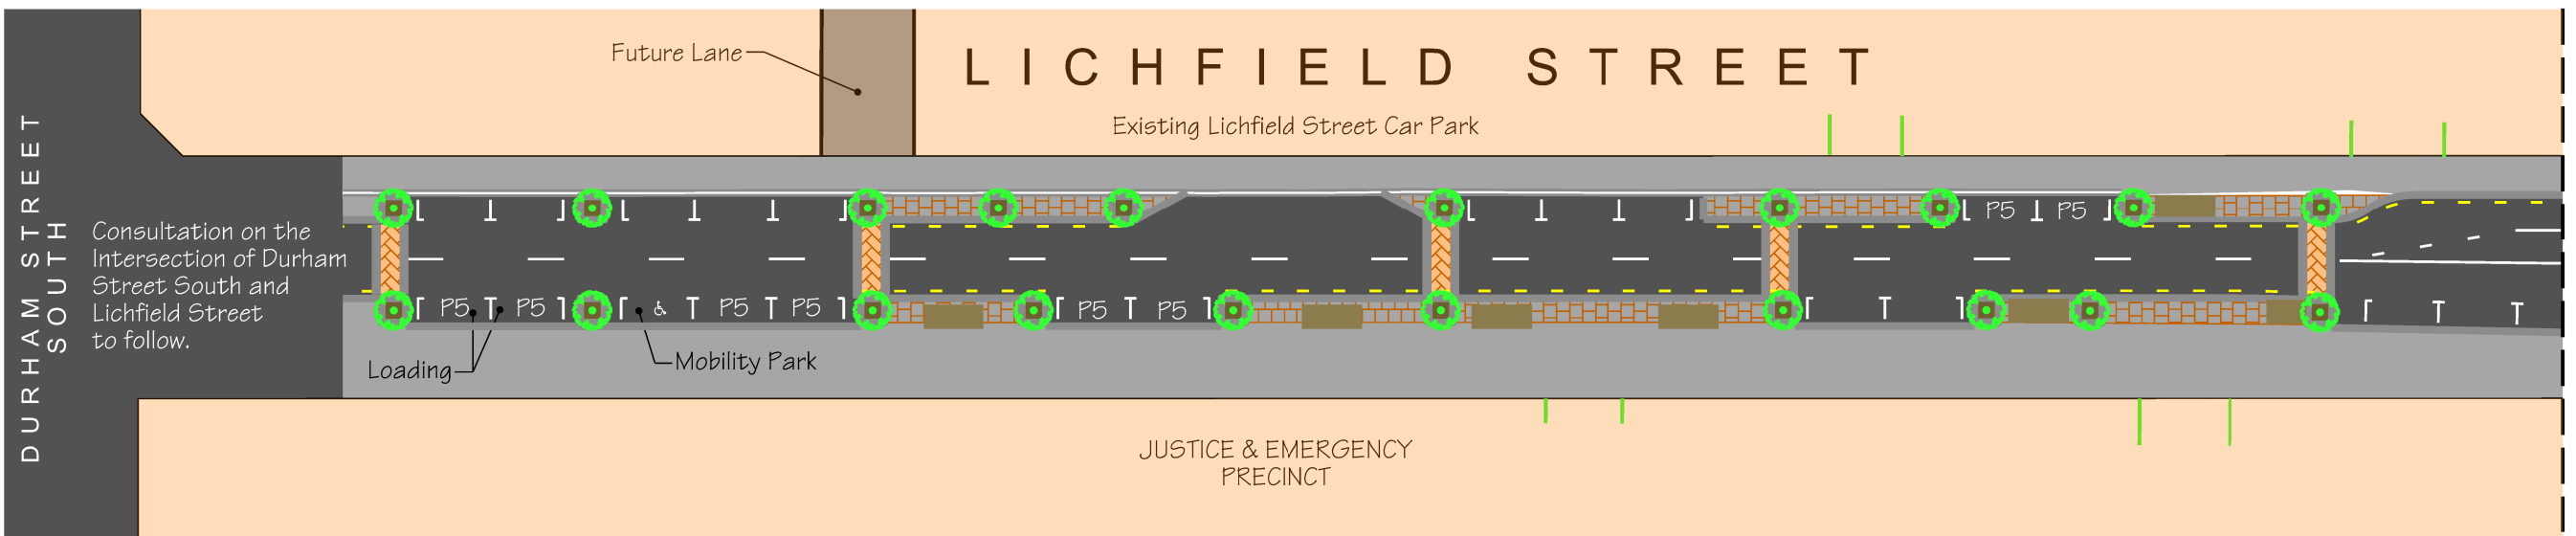 Future Lane
LICHFIELD STREET
Existing Lichfield Street Car Park
DURHAM STREET
SOUTH
Consultation on the
Intersection of Durham
Street South and
Lichfield Street
to follow.
P5 P5
P5 P5 P5 P5 P5 P5
Loading
Mobility Park
JUSTICE & EMERGENCY
PRECINCT